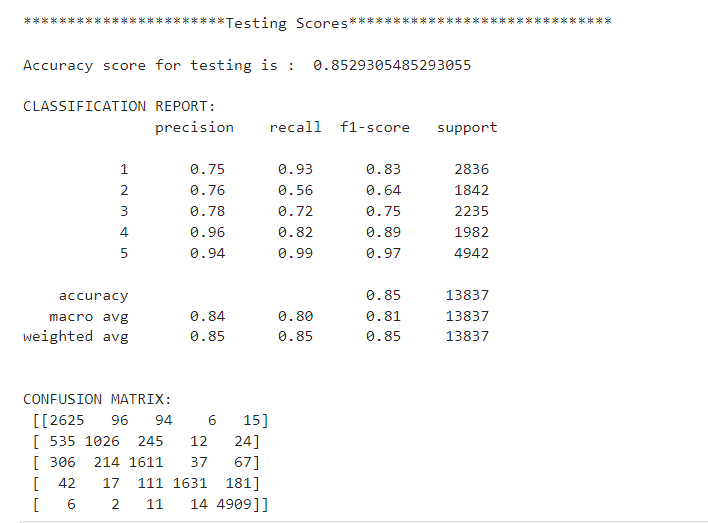 ***********************Testing Scores******************************
Accuracy score for testing is :  0.8529305485293055
CLASSIFICATION REPORT:
               precision    recall  f1-score   support
           1       0.75      0.93      0.83      2836
           2       0.76      0.56      0.64      1842
           3       0.78      0.72      0.75      2235
           4       0.96      0.82      0.89      1982
           5       0.94      0.99      0.97      4942
    accuracy                           0.85     13837
   macro avg       0.84      0.80      0.81     13837
weighted avg       0.85      0.85      0.85     13837
CONFUSION MATRIX:
 [[2625   96   94    6   15]
 [ 535 1026  245   12   24]
 [ 306  214 1611   37   67]
 [  42   17  111 1631  181]
 [   6    2   11   14 4909]]